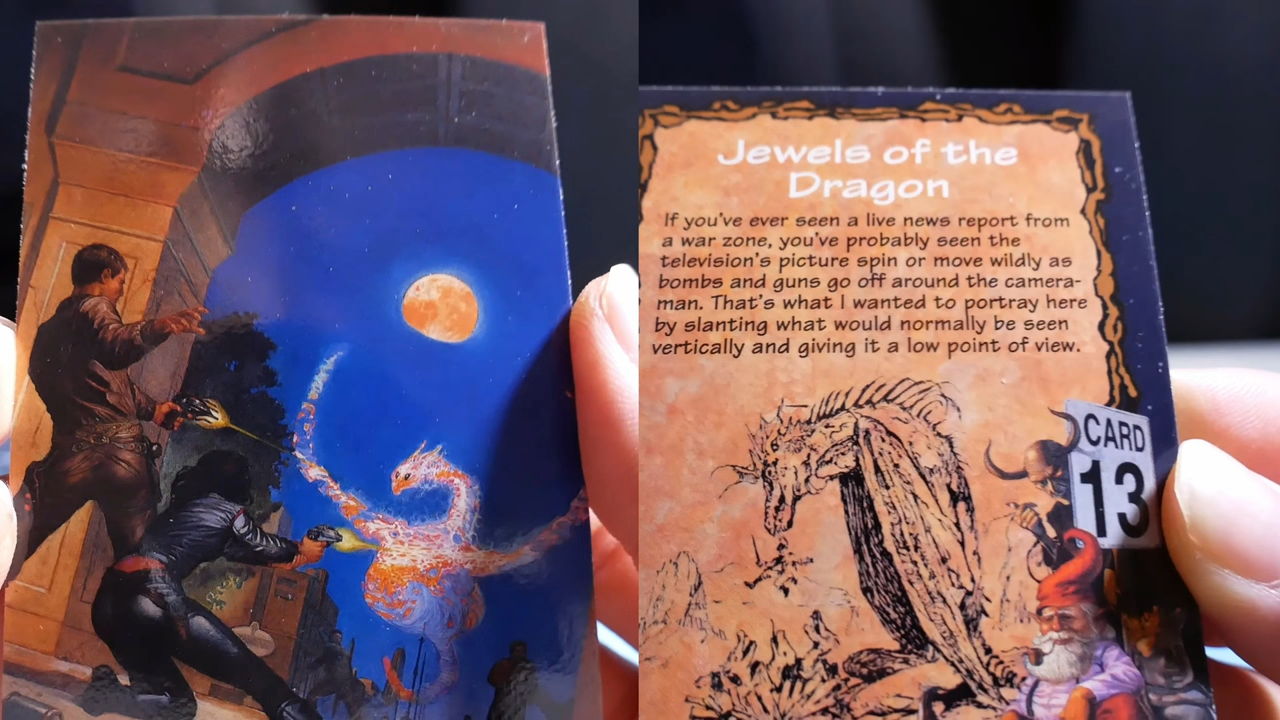 Jewels of the
Dragon
If you've ever seen a live news report from
a war zone, you've probably seen the
television's picture spin or move wildly as
bombs and guns go off around the camera-
man. That's what I wanted to portray here
by slanting what would normally be seen
vertically and giving it a low point of view.
CARD
13